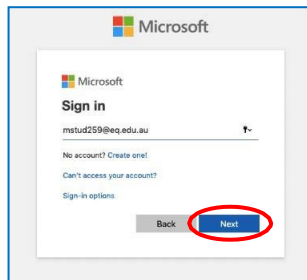 Microsoft
Microsoft
Sign in
mstud259@eq.edu.au
No account? Create one!
Can't access your account?
Sign-in options
Back Next